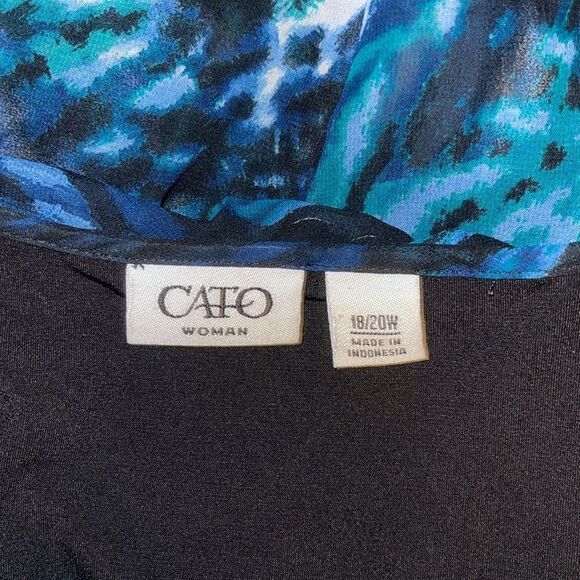 CATO
WOMAN
18/20W
MADE IN
INDONESIA